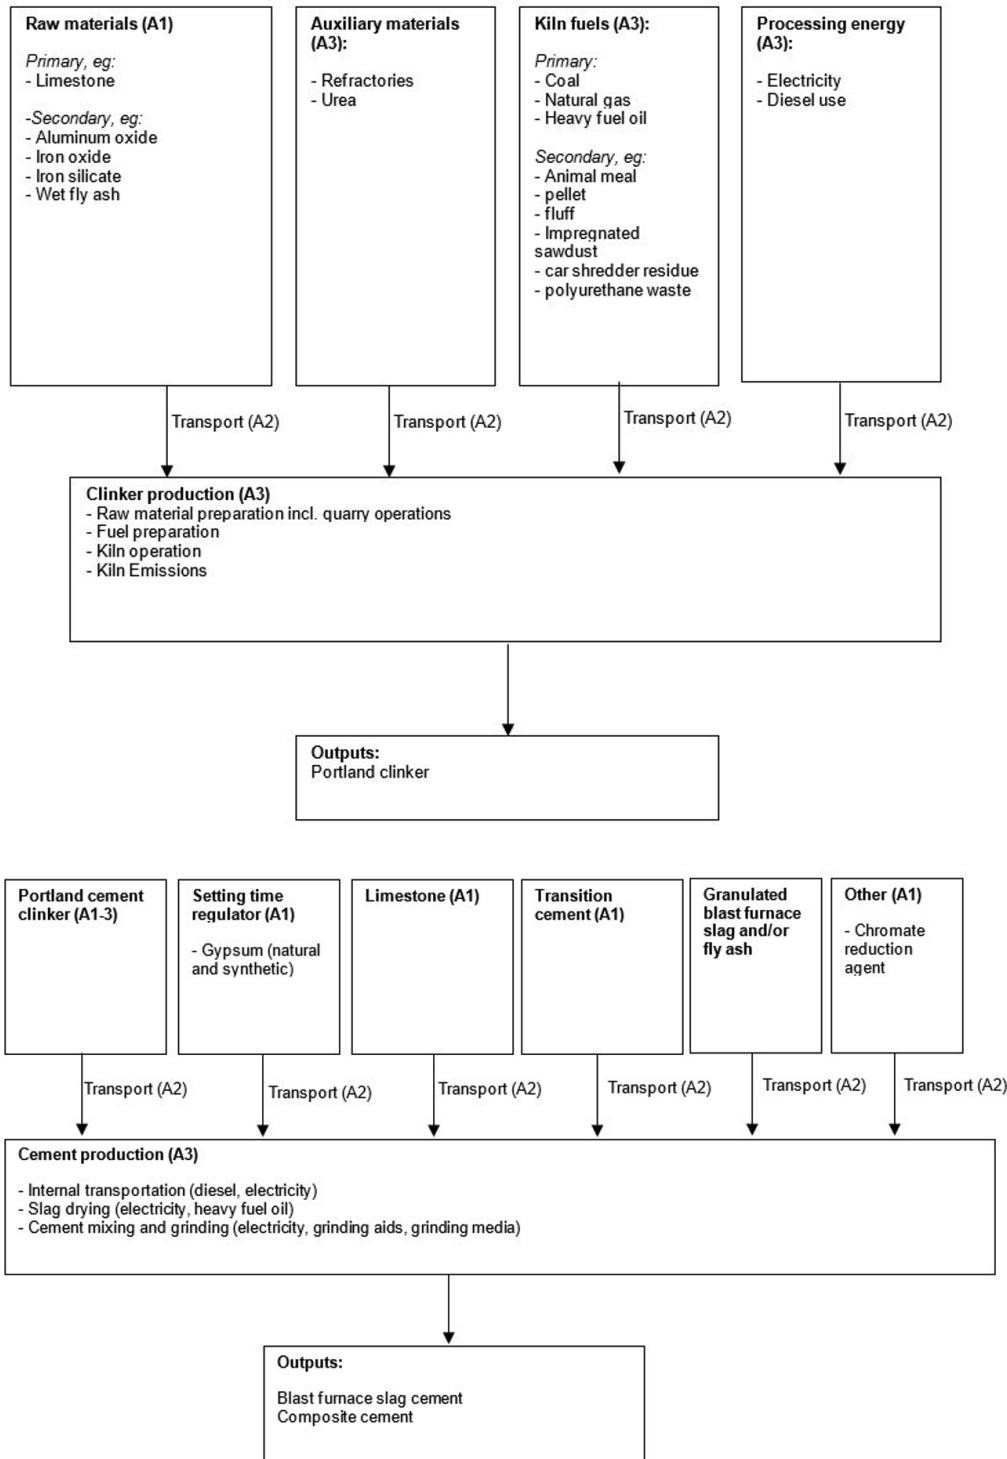 Raw materials (A1)
Primary, eg:
- Limestone
-Secondary, eg:
- Aluminum oxide
- Iron oxide
- Iron silicate
- Wet fly ash
Auxiliary materials
(A3):
- Refractories
- Urea
Kiln fuels (A3):
Primary:
- Coal
- Natural gas
- Heavy fuel oil
Secondary, eg:
- Animal meal
- pellet
- fluff
- Impregnated
sawdust
- car shredder residue
- polyurethane waste
Processing energy
(A3):
- Electricity
- Diesel use
Transport (A2)
Transport (A2)
Transport (A2)
Transport (A2)
Clinker production (A3)
- Raw material preparation incl. quarry operations
- Fuel preparation
- Kiln operation
- Kiln Emissions
Outputs:
Portland clinker
Portland cement
clinker (A1-3)
Setting time
regulator (A1)
- Gypsum (natural
and synthetic)
Limestone (A1)
Transition
cement (A1)
Granulated
blast furnace
slag and/or
fly ash
Other (A1)
- Chromate
reduction
agent
Transport (A2)
Transport (A2)
Transport (A2)
Transport (A2)
Transport (A2)
Transport (A2)
Cement production (A3)
- Internal transportation (diesel, electricity)
- Slag drying (electricity, heavy fuel oil)
- Cement mixing and grinding (electricity, grinding aids, grinding media)
Outputs:
Blast furnace slag cement
Composite cement